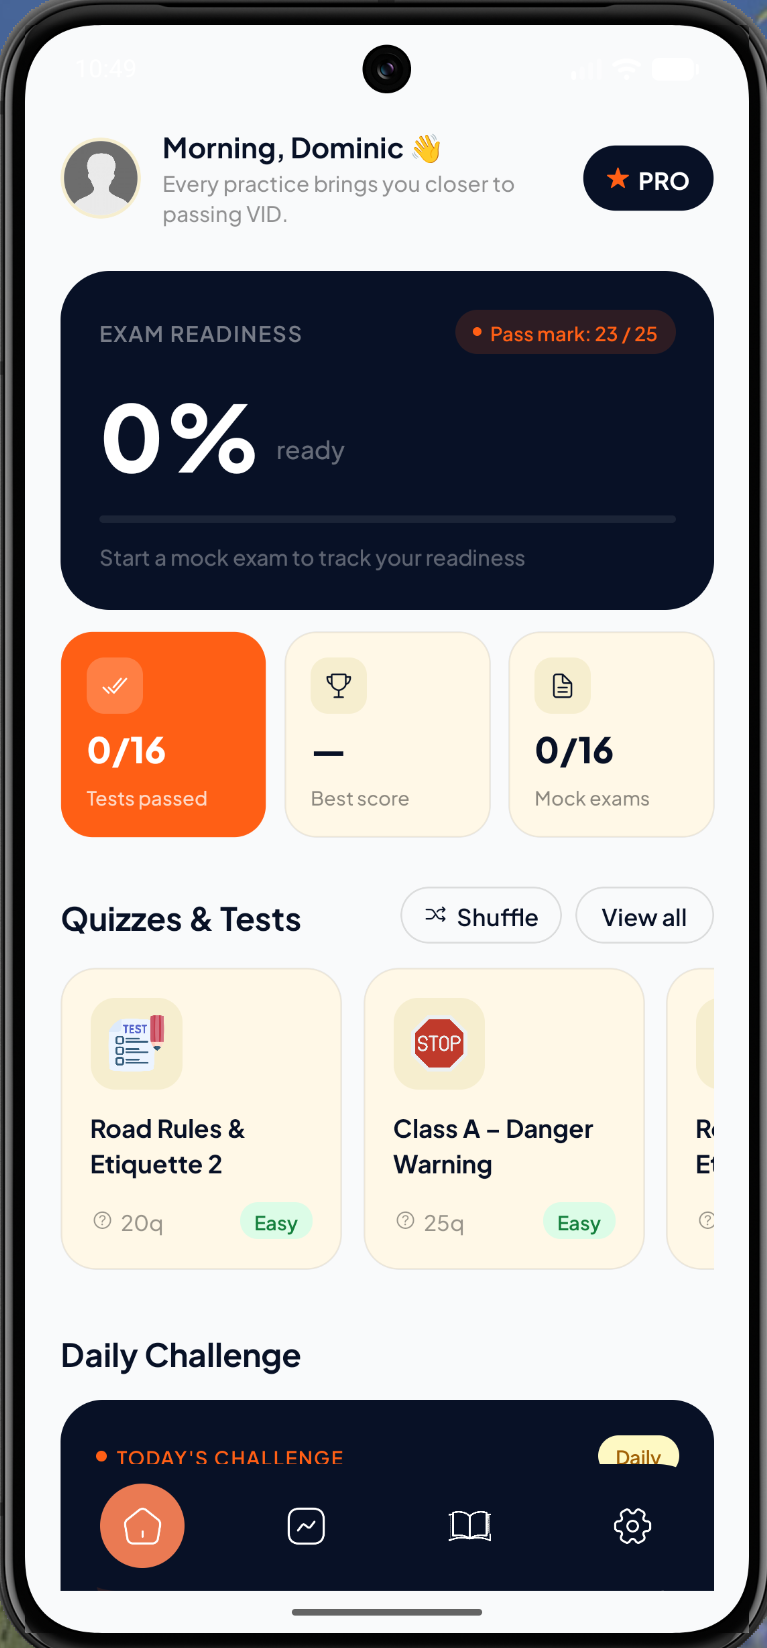 10:49
Morning, Dominic 👋
Every practice brings you closer to
passing VID.
PRO
EXAM READINESS
Pass mark: 23 / 25
0% ready
Start a mock exam to track your readiness
0/16
Tests passed
—
Best score
0/16
Mock exams
Quizzes & Tests
Shuffle
View all
TEST
Road Rules &
Etiquette 2
20q
Easy
STOP
Class A – Danger
Warning
25q
Easy
Daily Challenge
TODAY'S CHALLENGE
Daily